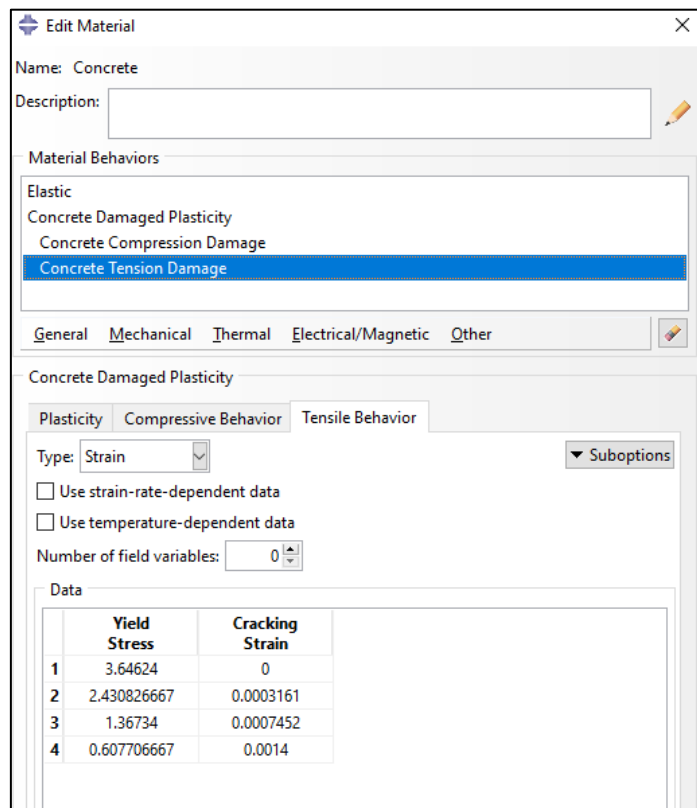 Edit Material
Name: Concrete
Description:
Material Behaviors
Elastic
Concrete Damaged Plasticity
Concrete Compression Damage
Concrete Tension Damage
General Mechanical Thermal Electrical/Magnetic Other
Concrete Damaged Plasticity
Plasticity Compressive Behavior Tensile Behavior
Type: Strain Suboptions
Use strain-rate-dependent data
Use temperature-dependent data
Number of field variables: 0
Data
Yield Cracking
Stress Strain
1 3.64624 0
2 2.430826667 0.0003161
3 1.36734 0.0007452
4 0.607706667 0.0014